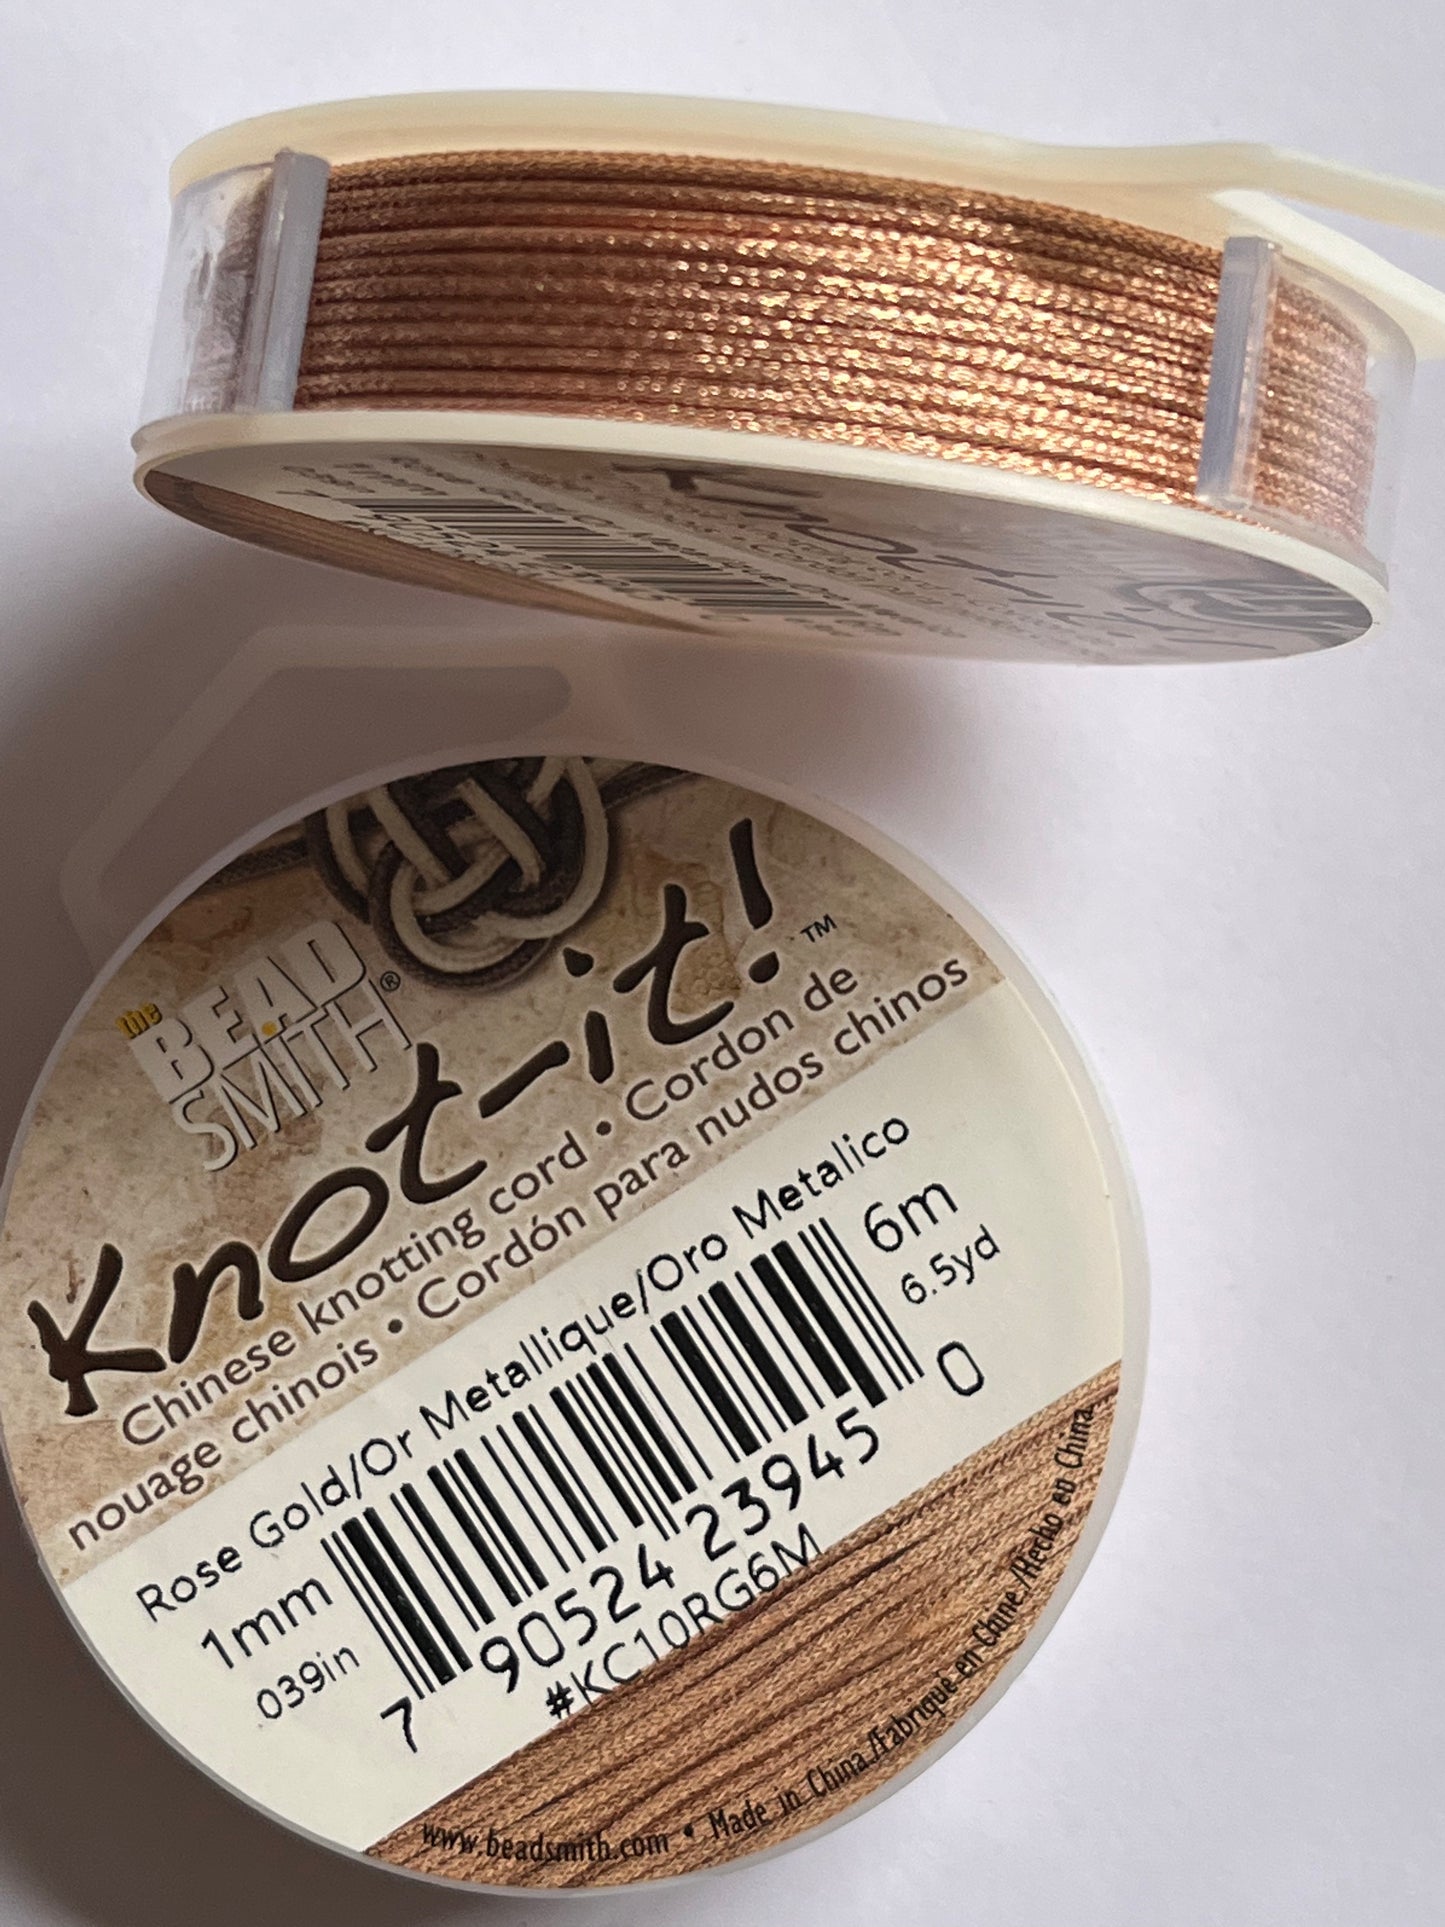 the
BEAD
SMITH®
Knot-it!™
Chinese knotting cord • Cordon de
nouage chinois • Cordón para nudos chinos
Rose Gold/Or Metallique/Oro Metalico
1mm
.039in
6m
6.5yd
7 90524 23945 0
#KC10RG6M
www.beadsmith.com • Made in China./Fabriqué en Chine./Hecho en China.